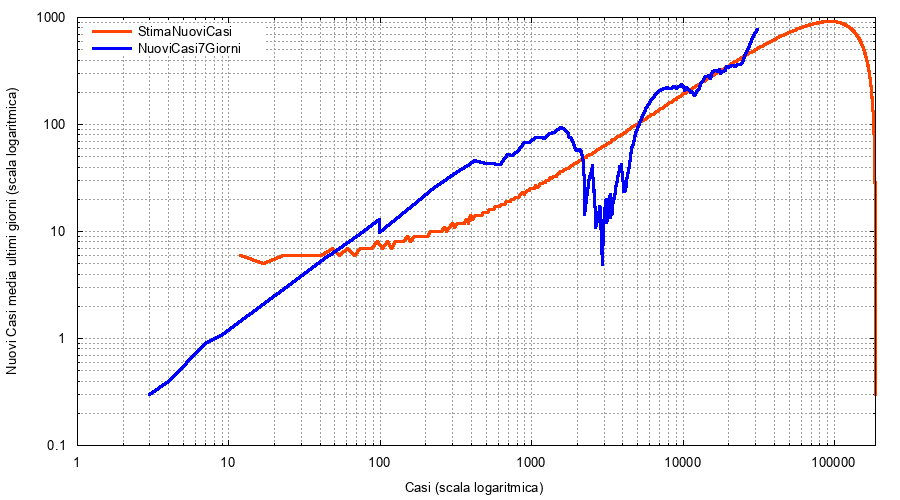 1000
StimaNuoviCasi
NuoviCasi7Giorni
100
10
1
0.1
Nuovi Casi media ultimi giorni (scala logaritmica)
1 10 100 1000 10000 100000
Casi (scala logaritmica)